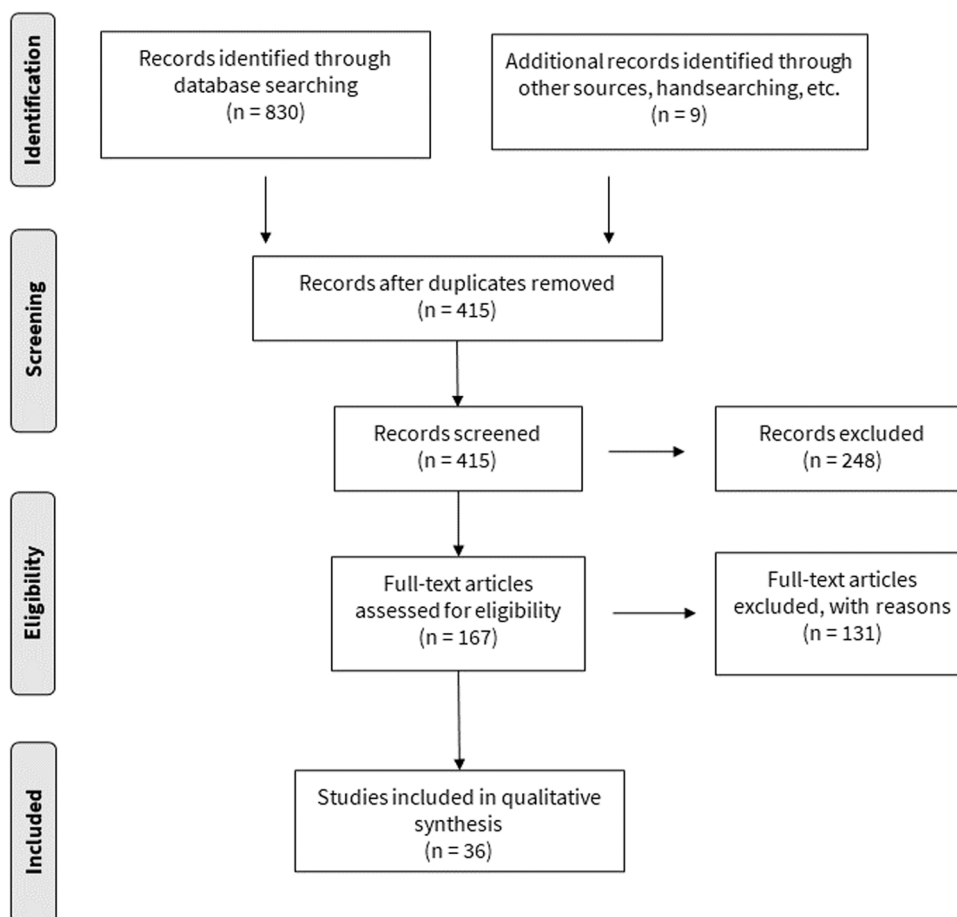 Identification
Records identified through
database searching
(n = 830)
Additional records identified through
other sources, handsearching, etc.
(n = 9)
Screening
Records after duplicates removed
(n = 415)
Records screened
(n = 415)
Records excluded
(n = 248)
Eligibility
Full-text articles
assessed for eligibility
(n = 167)
Full-text articles
excluded, with reasons
(n = 131)
Included
Studies included in qualitative
synthesis
(n = 36)